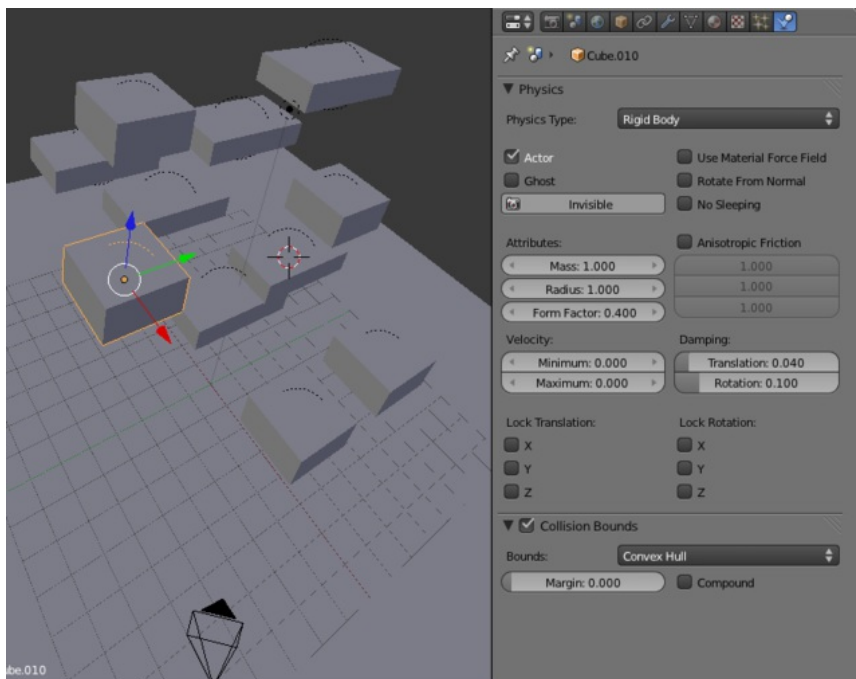 Cube.010
Physics
Physics Type: Rigid Body
Actor
Use Material Force Field
Ghost
Rotate From Normal
Invisible
No Sleeping
Attributes:
Anisotropic Friction
Mass: 1.000
1.000
Radius: 1.000
1.000
Form Factor: 0.400
1.000
Velocity:
Damping:
Minimum: 0.000
Translation: 0.040
Maximum: 0.000
Rotation: 0.100
Lock Translation:
Lock Rotation:
X
X
Y
Y
Z
Z
Collision Bounds
Bounds: Convex Hull
Margin: 0.000
Compound
ube.010